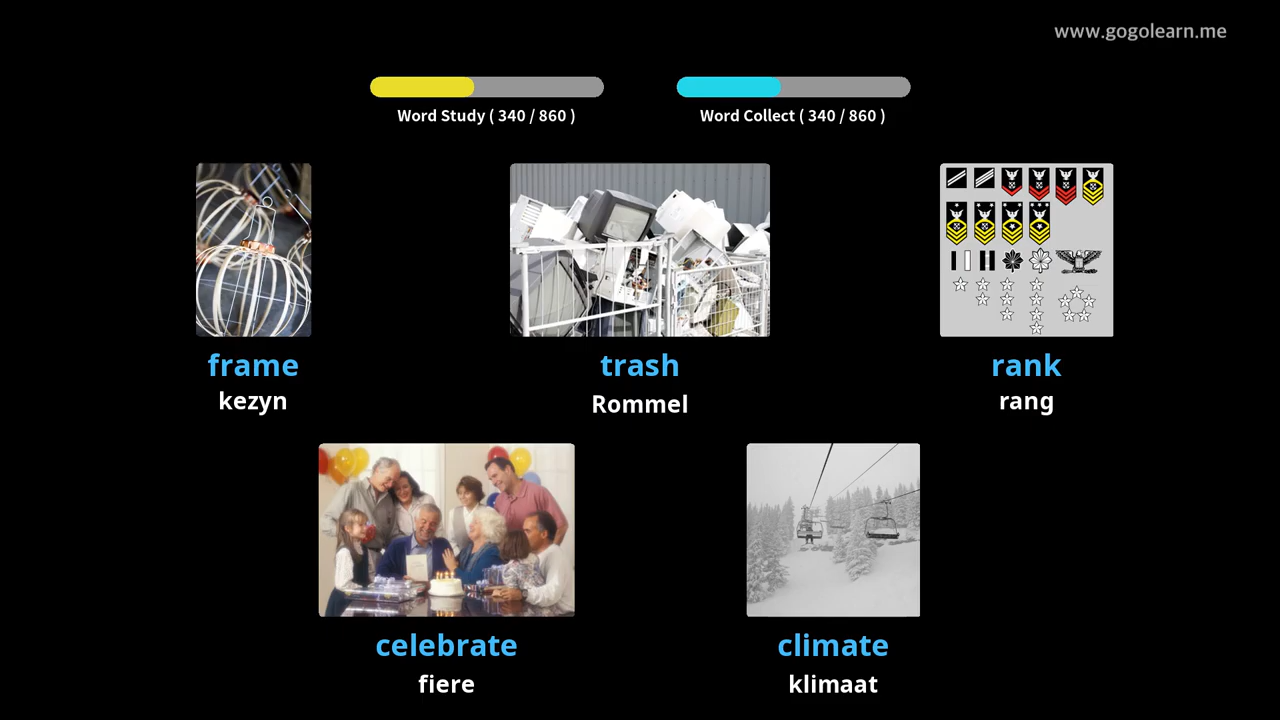 www.gogolearn.me
Word Study ( 340 / 860 )
Word Collect ( 340 / 860 )
frame
trash
rank
kezyn
Rommel
rang
celebrate
climate
fiere
klimaat